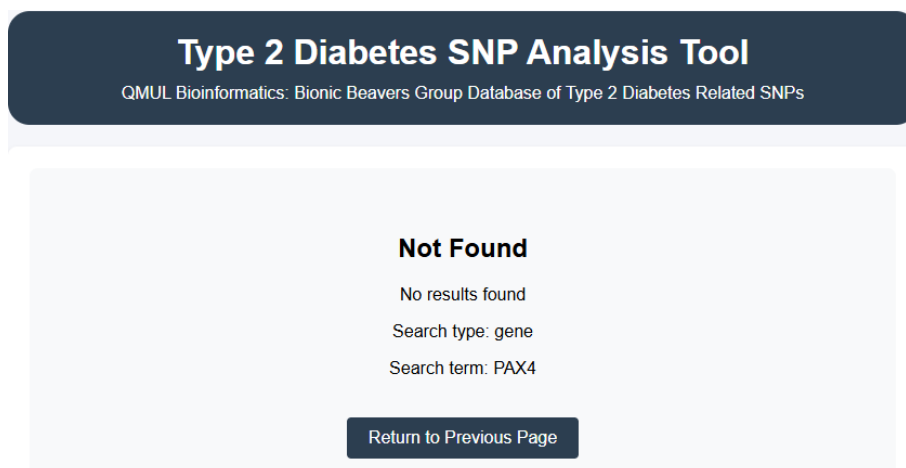 Type 2 Diabetes SNP Analysis Tool
QMUL Bioinformatics: Bionic Beavers Group Database of Type 2 Diabetes Related SNPs
Not Found
No results found
Search type: gene
Search term: PAX4
Return to Previous Page